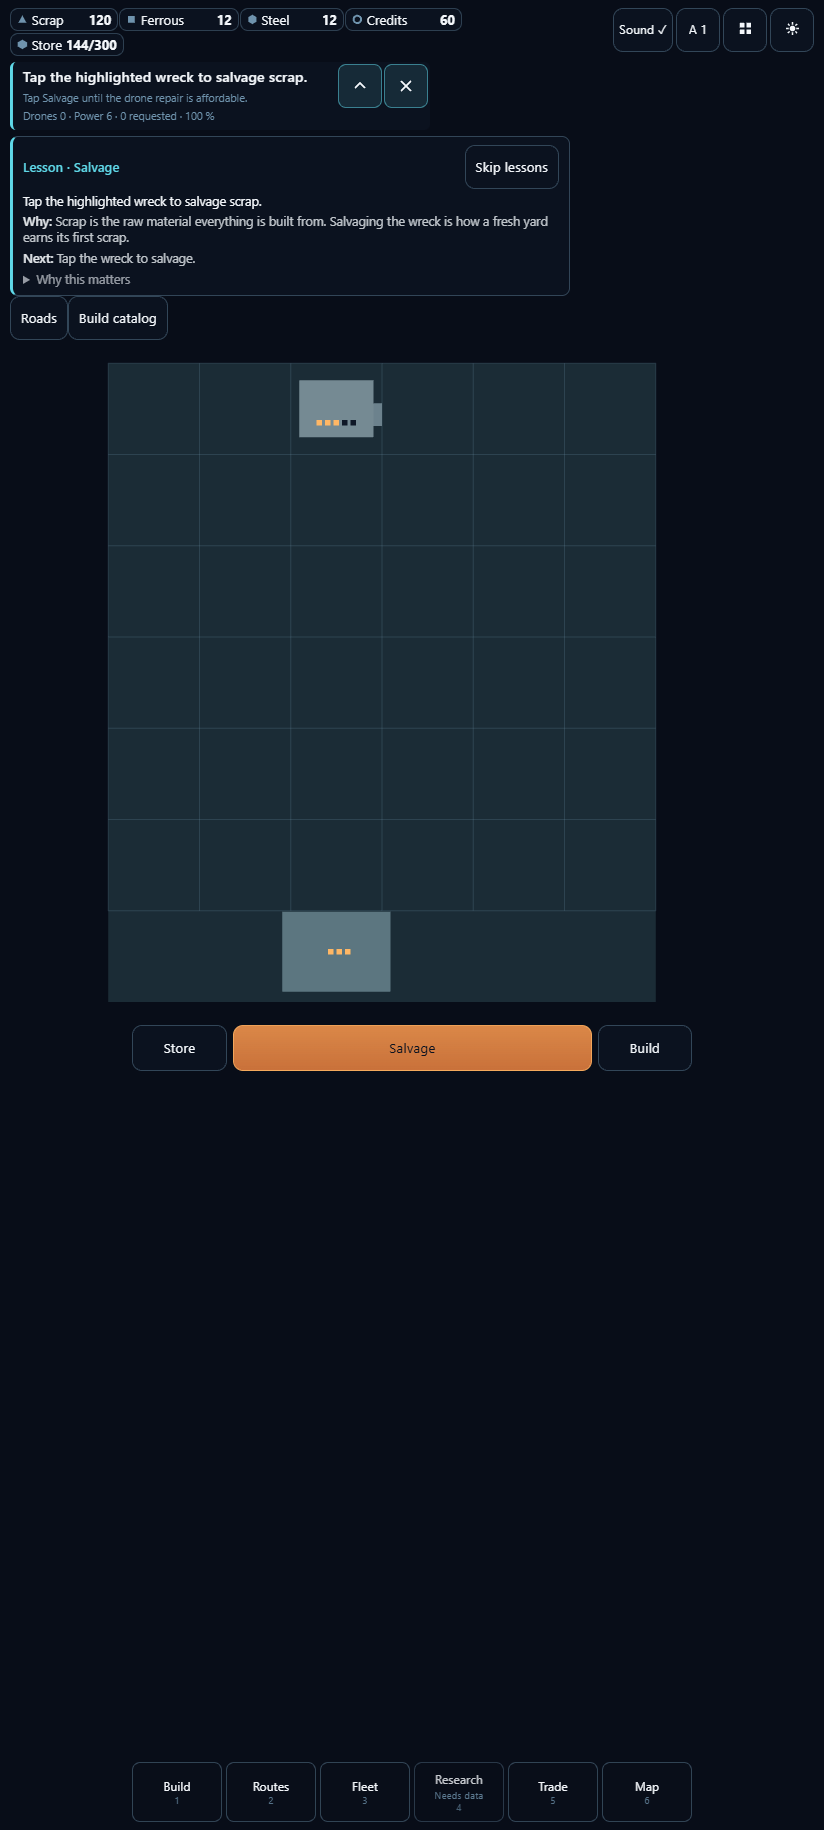 Scrap 120 Ferrous 12 Steel 12 Credits 60
Store 144/300
Sound ✓ A 1
Tap the highlighted wreck to salvage scrap.
Tap Salvage until the drone repair is affordable.
Drones 0 · Power 6 · 0 requested · 100 %
Lesson · Salvage
Skip lessons
Tap the highlighted wreck to salvage scrap.
Why: Scrap is the raw material everything is built from. Salvaging the wreck is how a fresh yard
earns its first scrap.
Next: Tap the wreck to salvage.
Why this matters
Roads Build catalog
Store Salvage Build
Build Routes Fleet Research Trade Map
Needs data
1 2 3 4 5 6